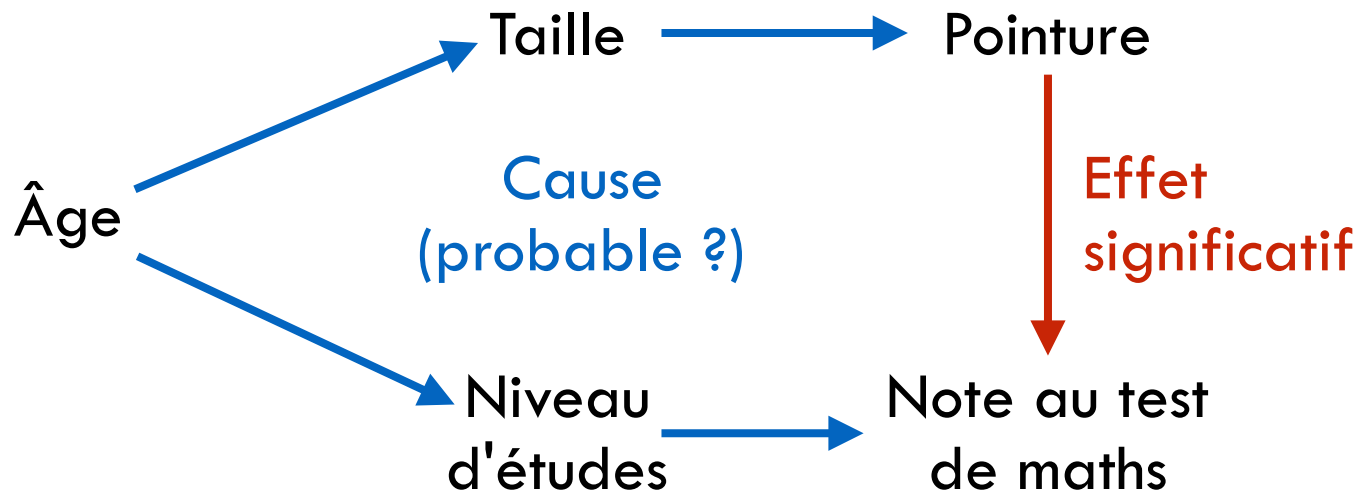 Taille
Pointure
Âge
Cause
(probable ?)
Effet
significatif
Niveau
d'études
Note au test
de maths